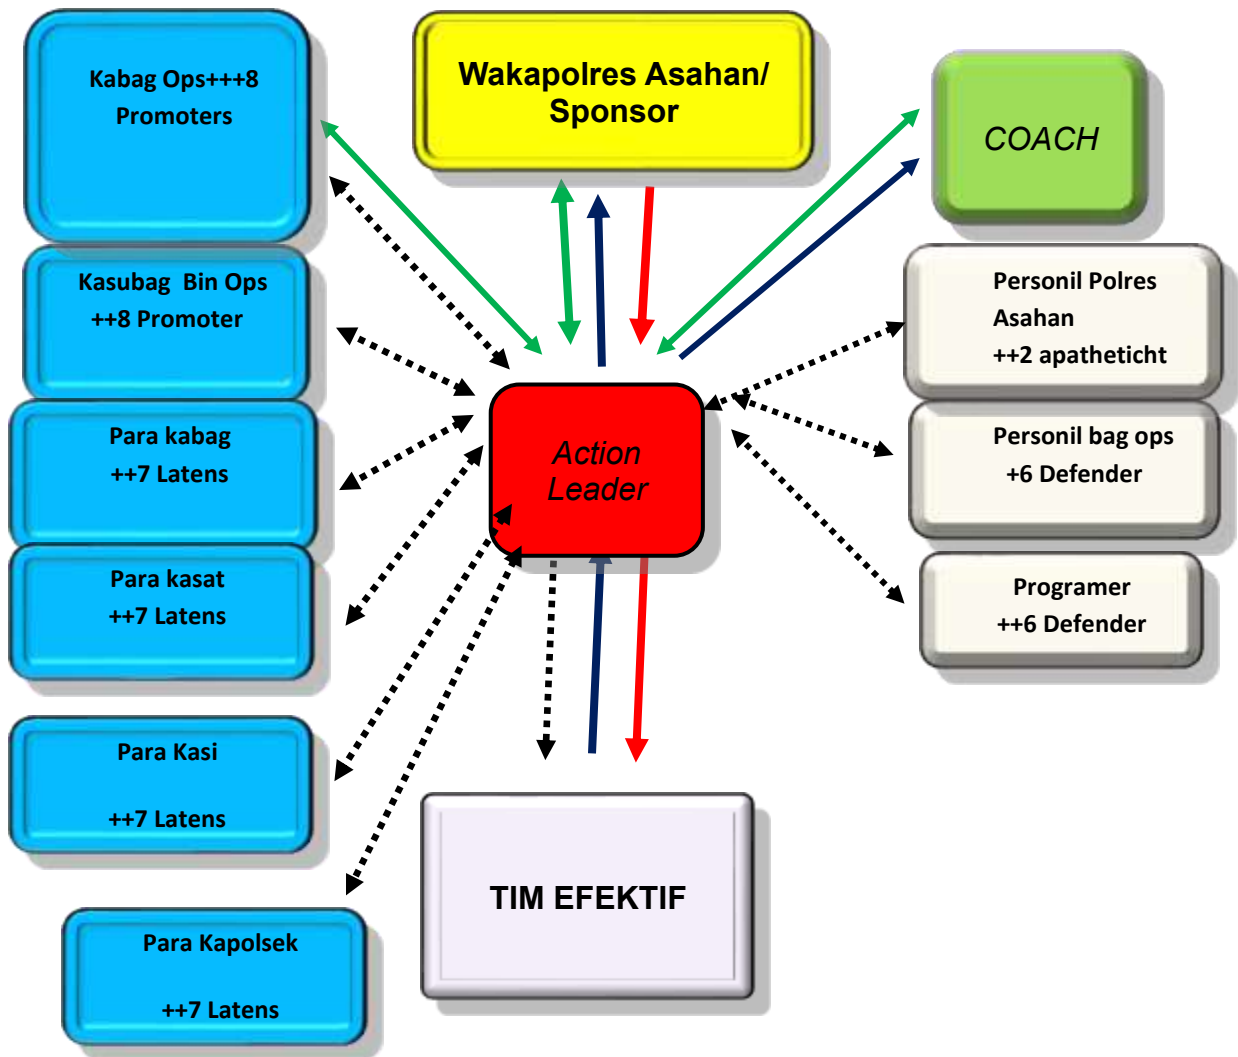 Kabag Ops+++8
Promoters
Wakapolres Asahan/
Sponsor
COACH
Kasubag Bin Ops
++8 Promoter
Personil Polres
Asahan
++2 apatheticht
Para kabag
++7 Latens
Action
Leader
Personil bag ops
+6 Defender
Para kasat
++7 Latens
Programer
++6 Defender
Para Kasi
++7 Latens
TIM EFEKTIF
Para Kapolsek
++7 Latens